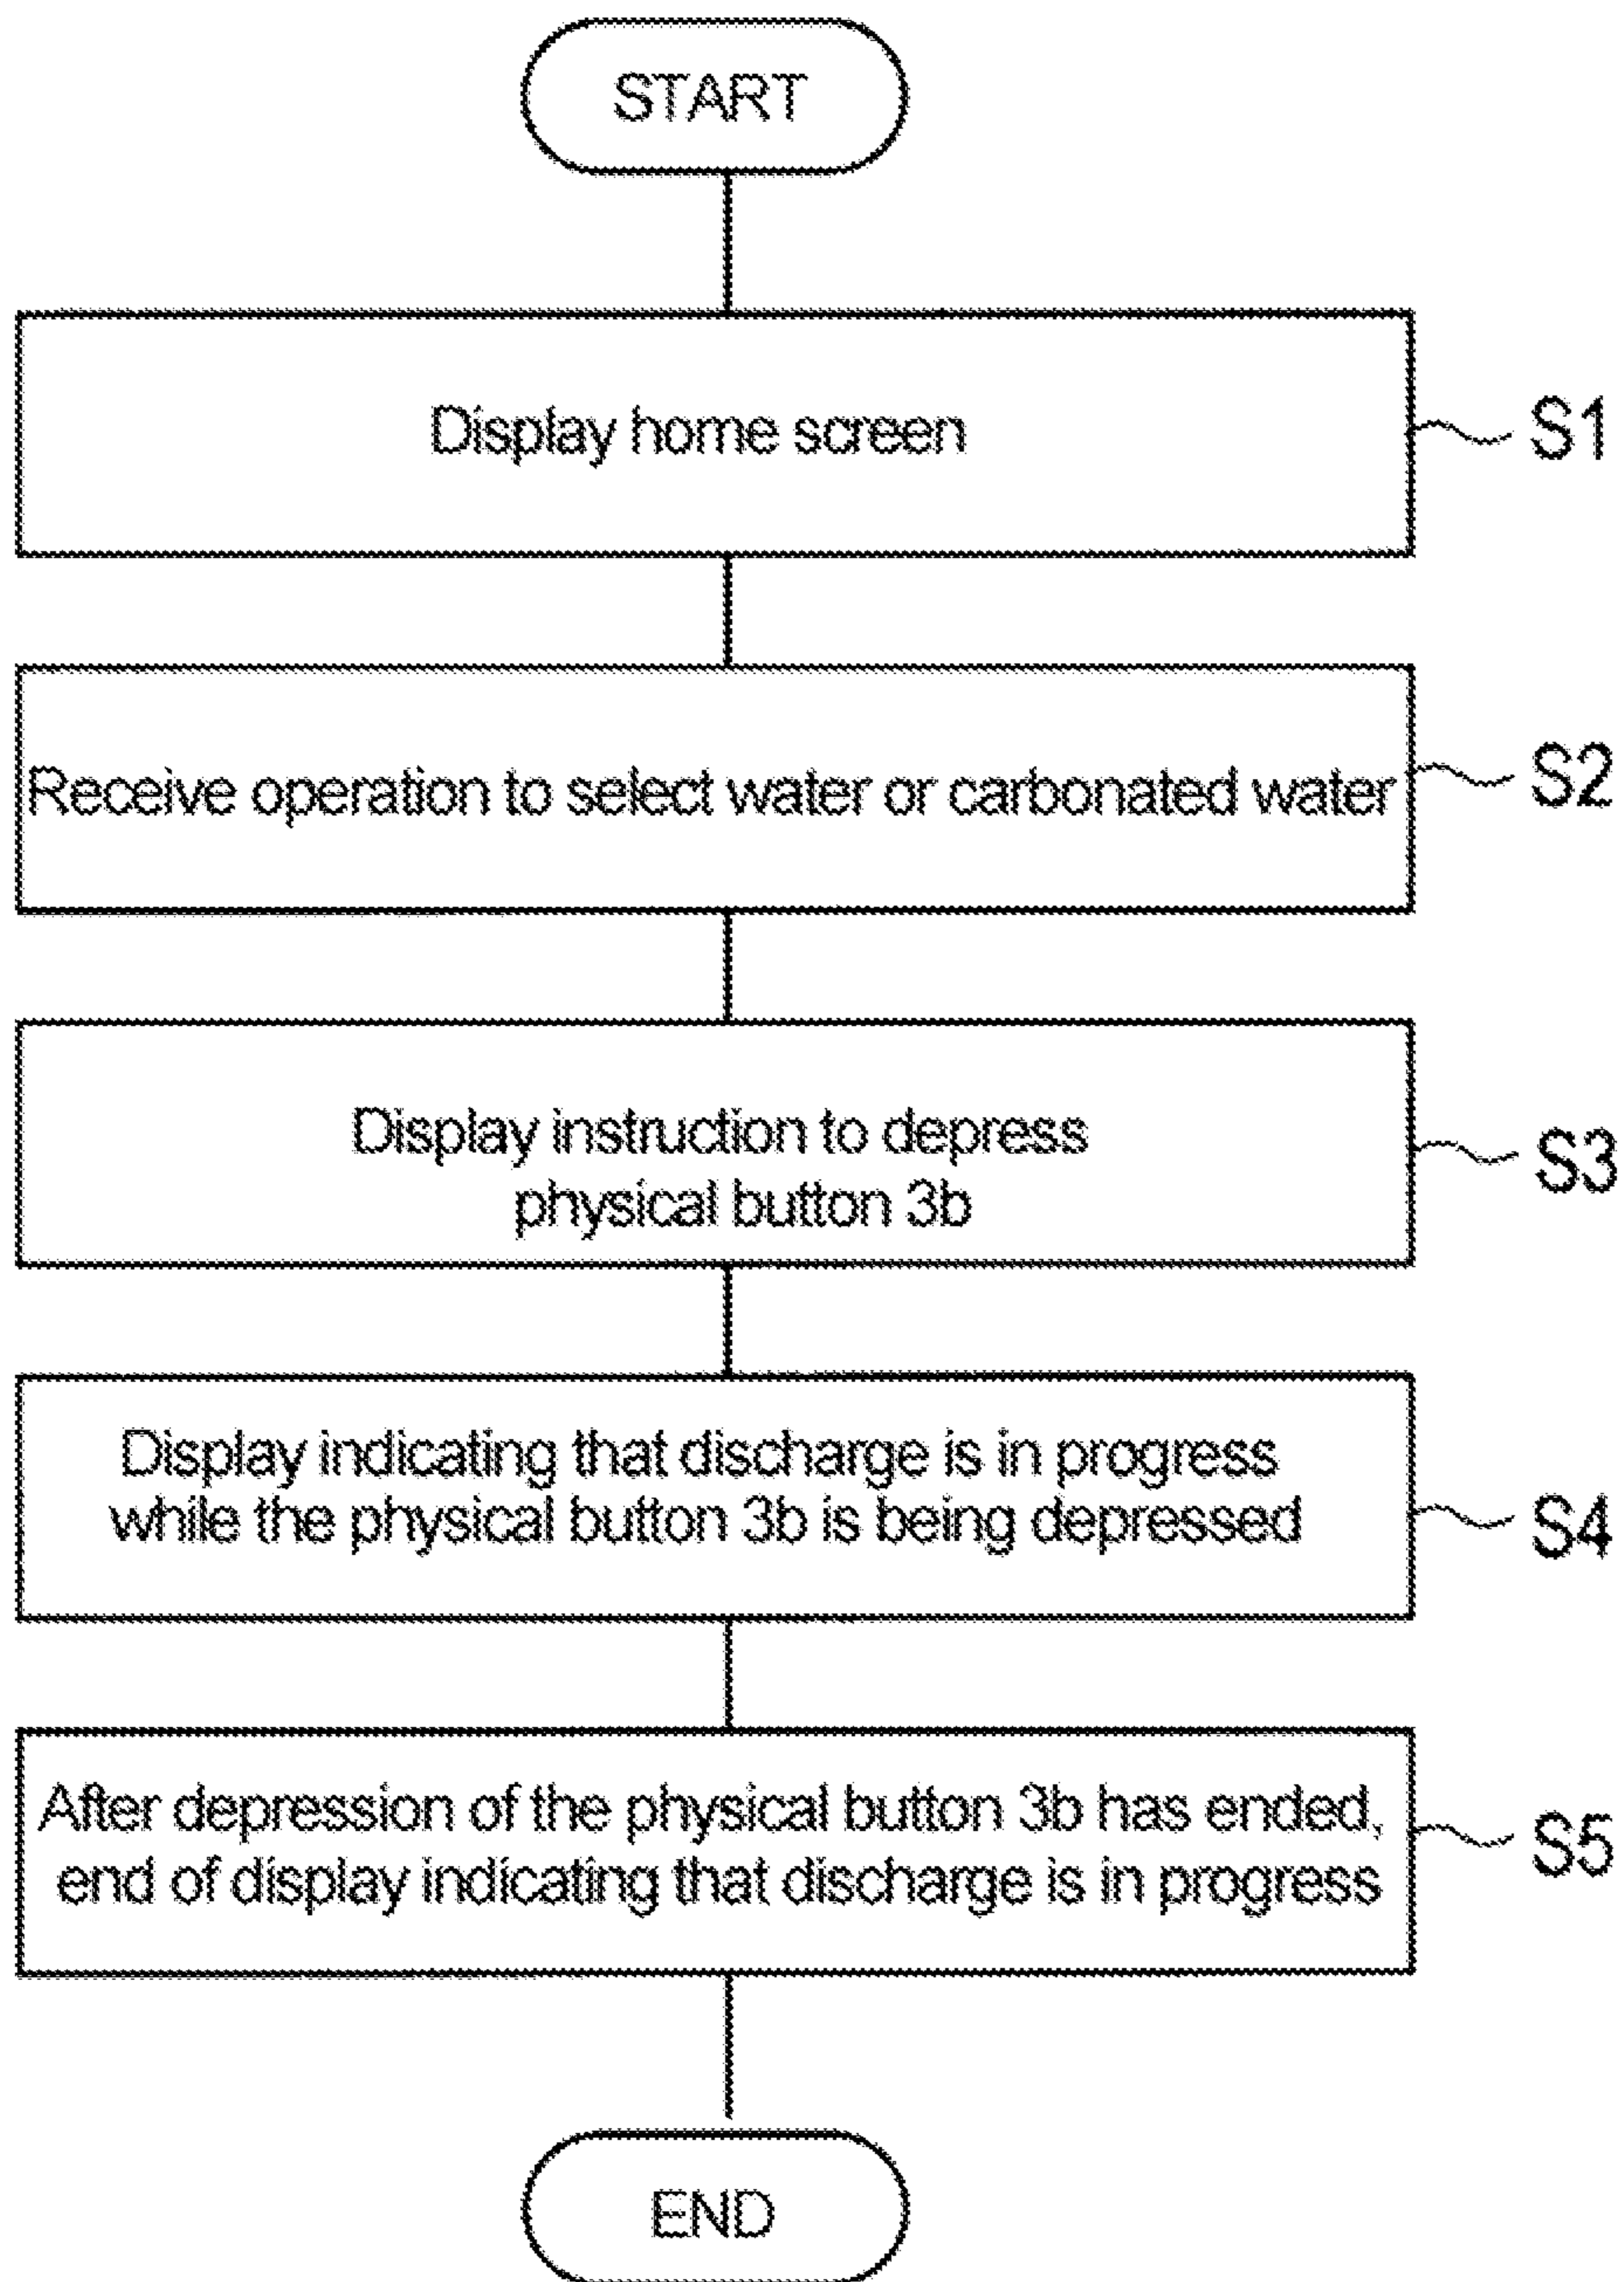 START
Display home screen
S1
Receive operation to select water or carbonated water
S2
Display instruction to depress
physical button 3b
S3
Display indicating that discharge is in progress
while the physical button 3b is being depressed
S4
After depression of the physical button 3b has ended,
end of display indicating that discharge is in progress
S5
END